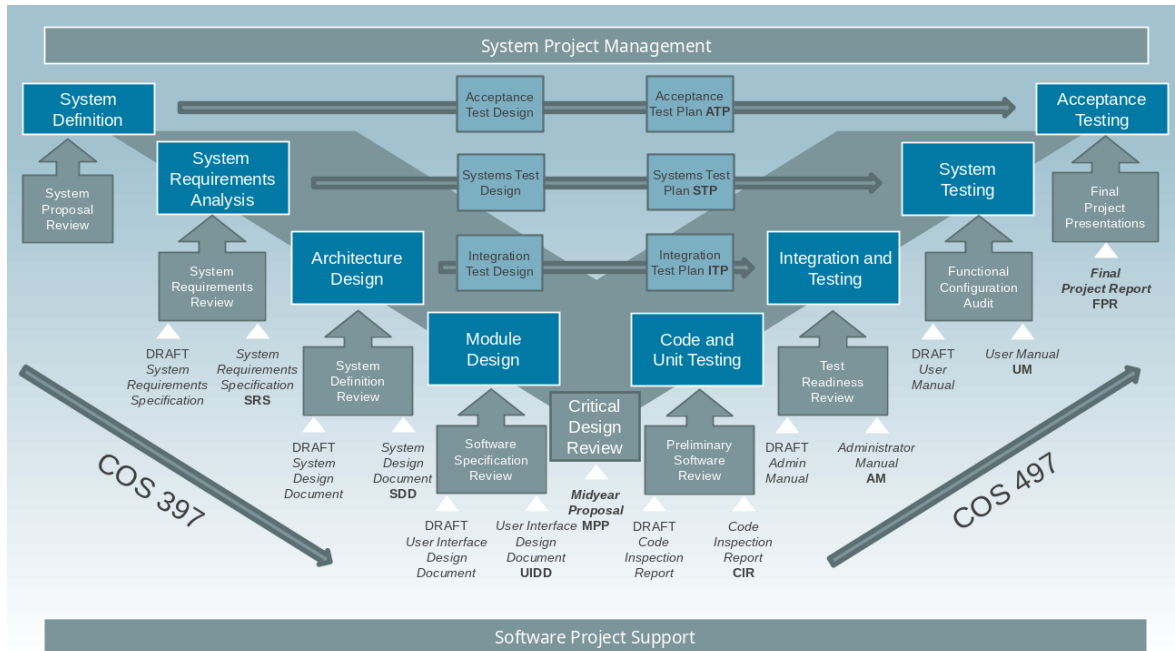 System Project Management
System
Definition
Acceptance
Test Design
Acceptance
Test Plan ATP
Acceptance
Testing
System
Proposal
Review
System
Requirements
Analysis
Systems Test
Design
Systems Test
Plan STP
System
Testing
Final
Project
Presentations
System
Requirements
Review
Architecture
Design
Integration
Test Design
Integration
Test Plan ITP
Integration and
Testing
Functional
Configuration
Audit
Final
Project Report
FPR
DRAFT
System
Requirements
Specification
System
Requirements
Specification
SRS
System
Definition
Review
Module
Design
Code and
Unit Testing
Test
Readiness
Review
DRAFT
User
Manual
User Manual
UM
DRAFT
System
Design
Document
System
Design
Document
SDD
Software
Specification
Review
Critical
Design
Review
Preliminary
Software
Review
DRAFT
Admin
Manual
Administrator
Manual
AM
COS 397
COS 497
DRAFT
User Interface
Design
Document
User Interface
Design
Document
UIDD
Midyear
Proposal
MPP
DRAFT
Code
Inspection
Report
Code
Inspection
Report
CIR
Software Project Support